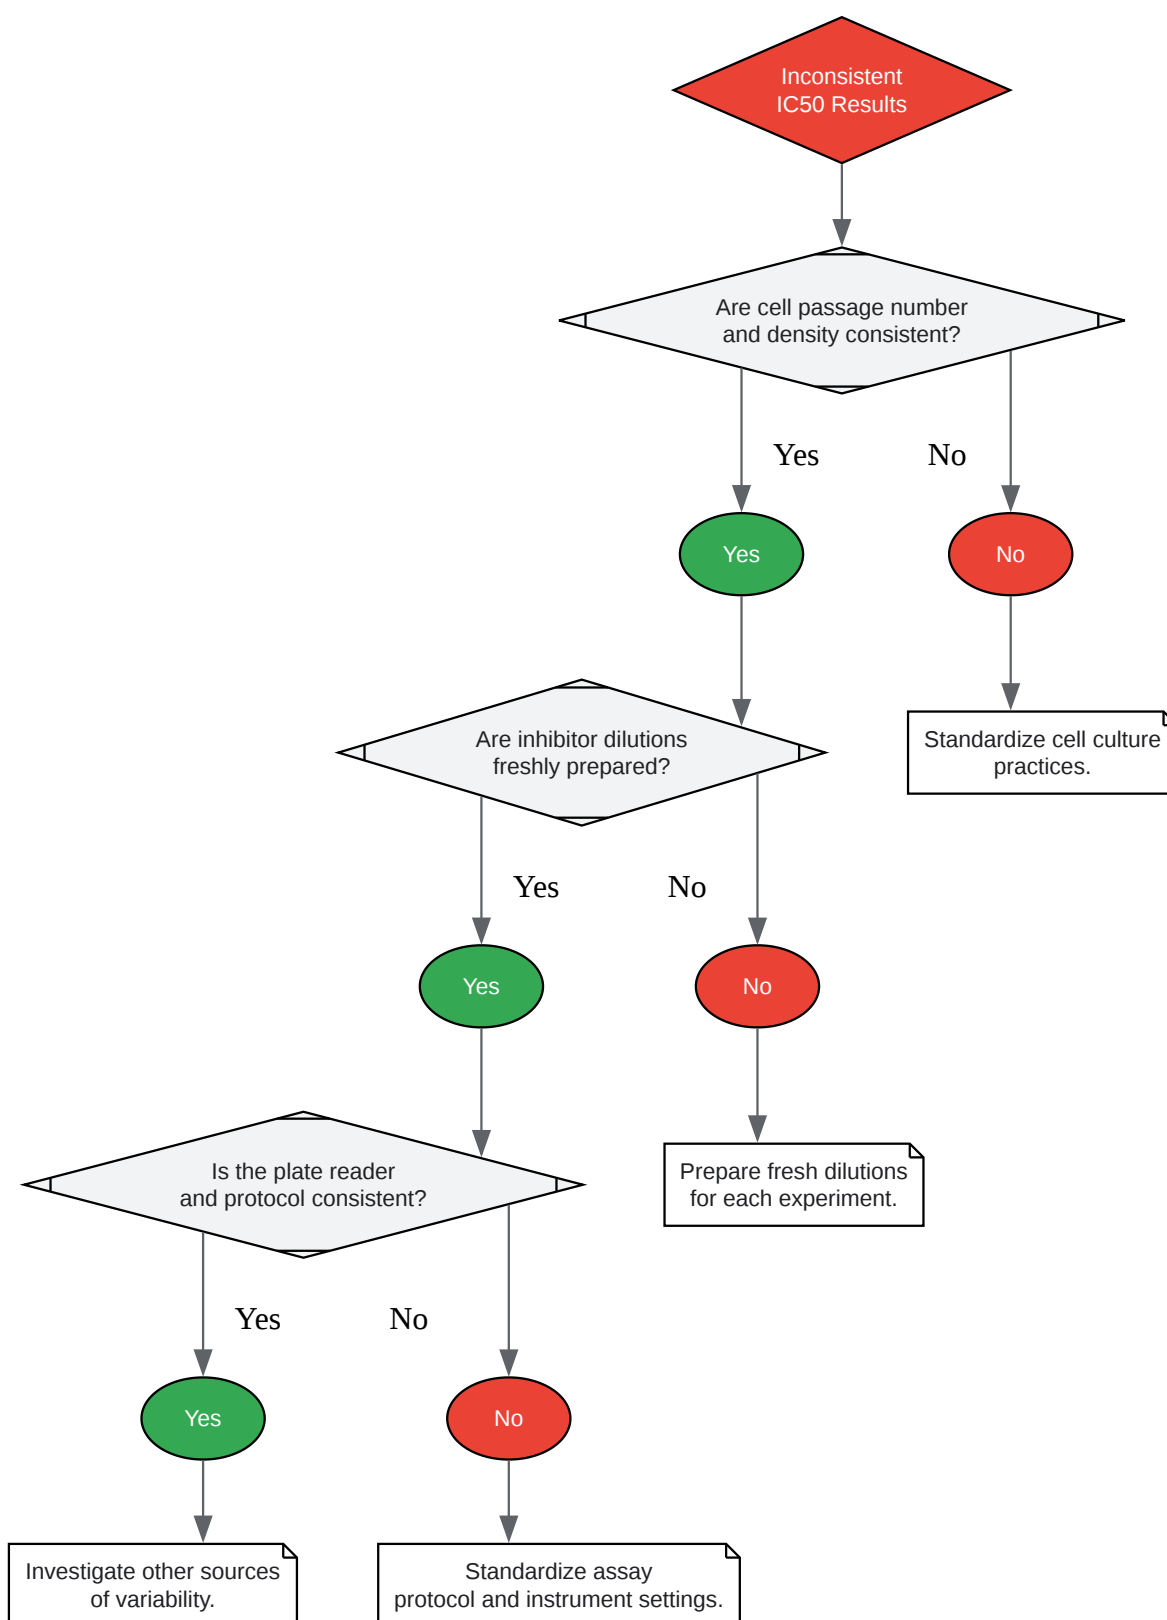 Inconsistent
IC50 Results
Are cell passage number
and density consistent?
Yes
No
Yes
No
Standardize cell culture
practices.
Are inhibitor dilutions
freshly prepared?
Yes
No
Yes
No
Prepare fresh dilutions
for each experiment.
Is the plate reader
and protocol consistent?
Yes
No
Yes
No
Investigate other sources
of variability.
Standardize assay
protocol and instrument settings.